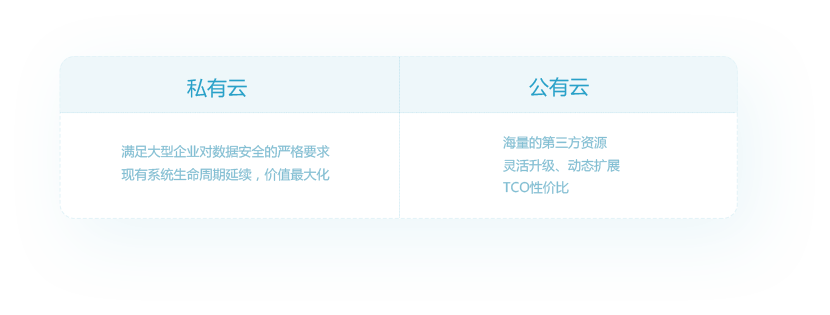 私有云
公有云
满足大型企业对数据安全的严格要求
现有系统生命周期延续，价值最大化
海量的第三方资源
灵活升级、动态扩展
TCO性价比